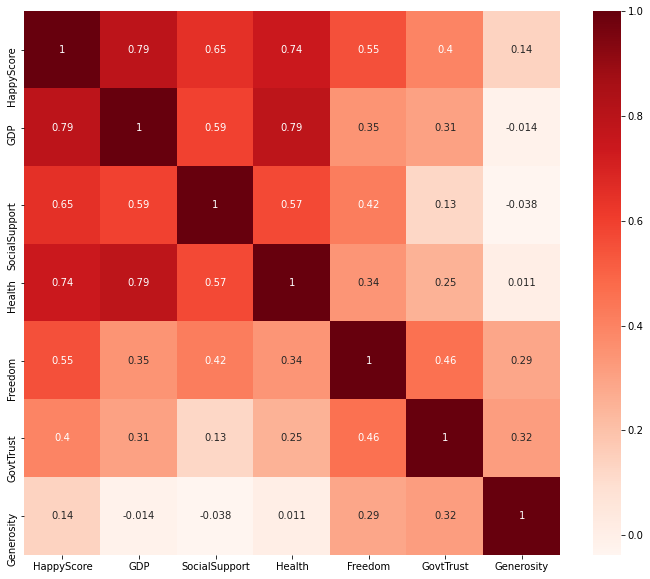 HappyScore 1 0.79 0.65 0.74 0.55 0.4 0.14
GDP 0.79 1 0.59 0.79 0.35 0.31 -0.014
SocialSupport 0.65 0.59 1 0.57 0.42 0.13 -0.038
Health 0.74 0.79 0.57 1 0.34 0.25 0.011
Freedom 0.55 0.35 0.42 0.34 1 0.46 0.29
GovtTrust 0.4 0.31 0.13 0.25 0.46 1 0.32
Generosity 0.14 -0.014 -0.038 0.011 0.29 0.32 1
HappyScore GDP SocialSupport Health Freedom GovtTrust Generosity
1.0
0.8
0.6
0.4
0.2
0.0